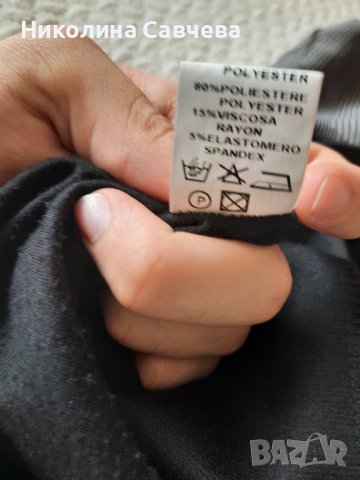 Николина Савчева
POLYESTER
80%POLIESTERE
POLYESTER
15%VISCOSA
RAYON
5%ELASTOMERO
SPANDEX
P
BAZAR